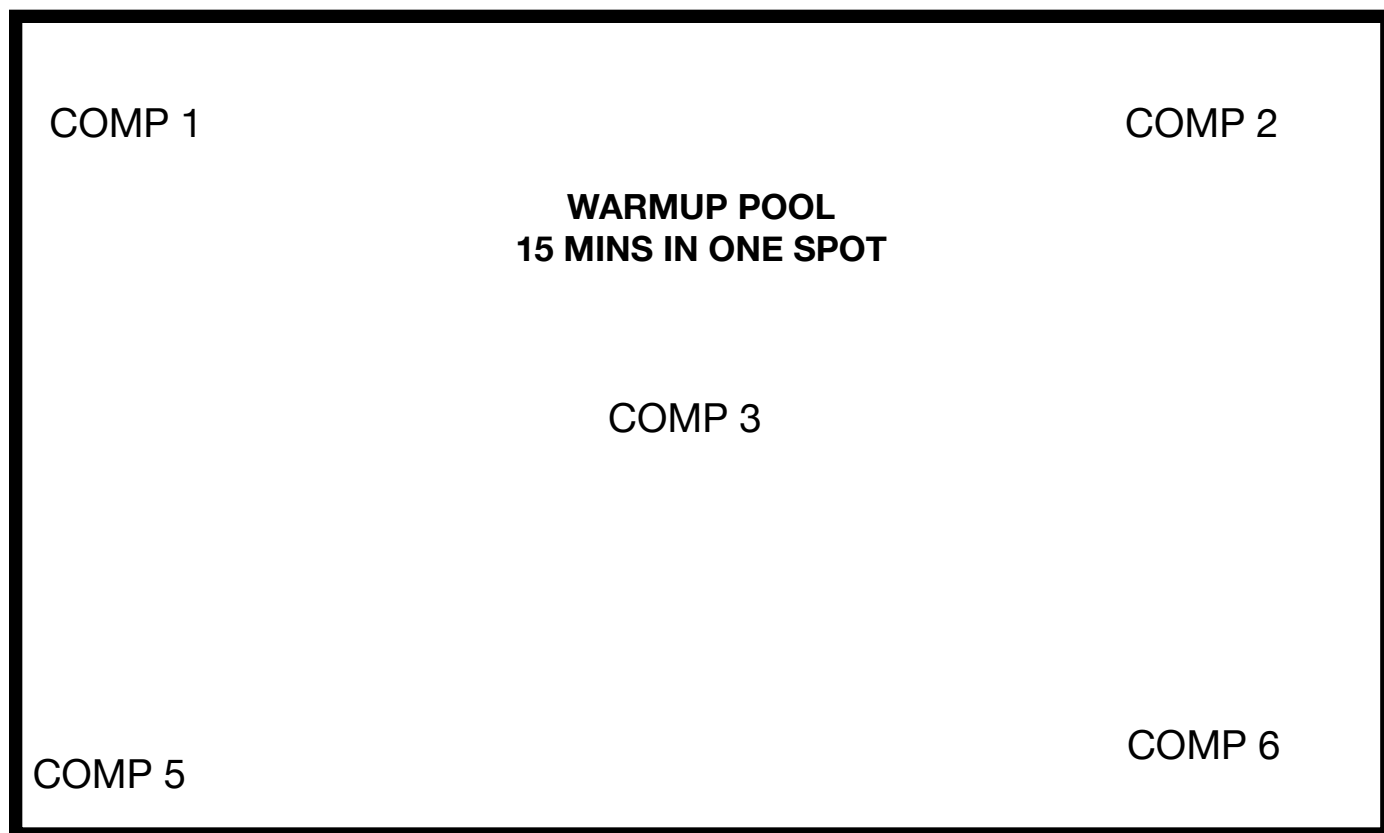 COMP 1
COMP 2
WARMUP POOL
15 MINS IN ONE SPOT
COMP 3
COMP 6
COMP 5